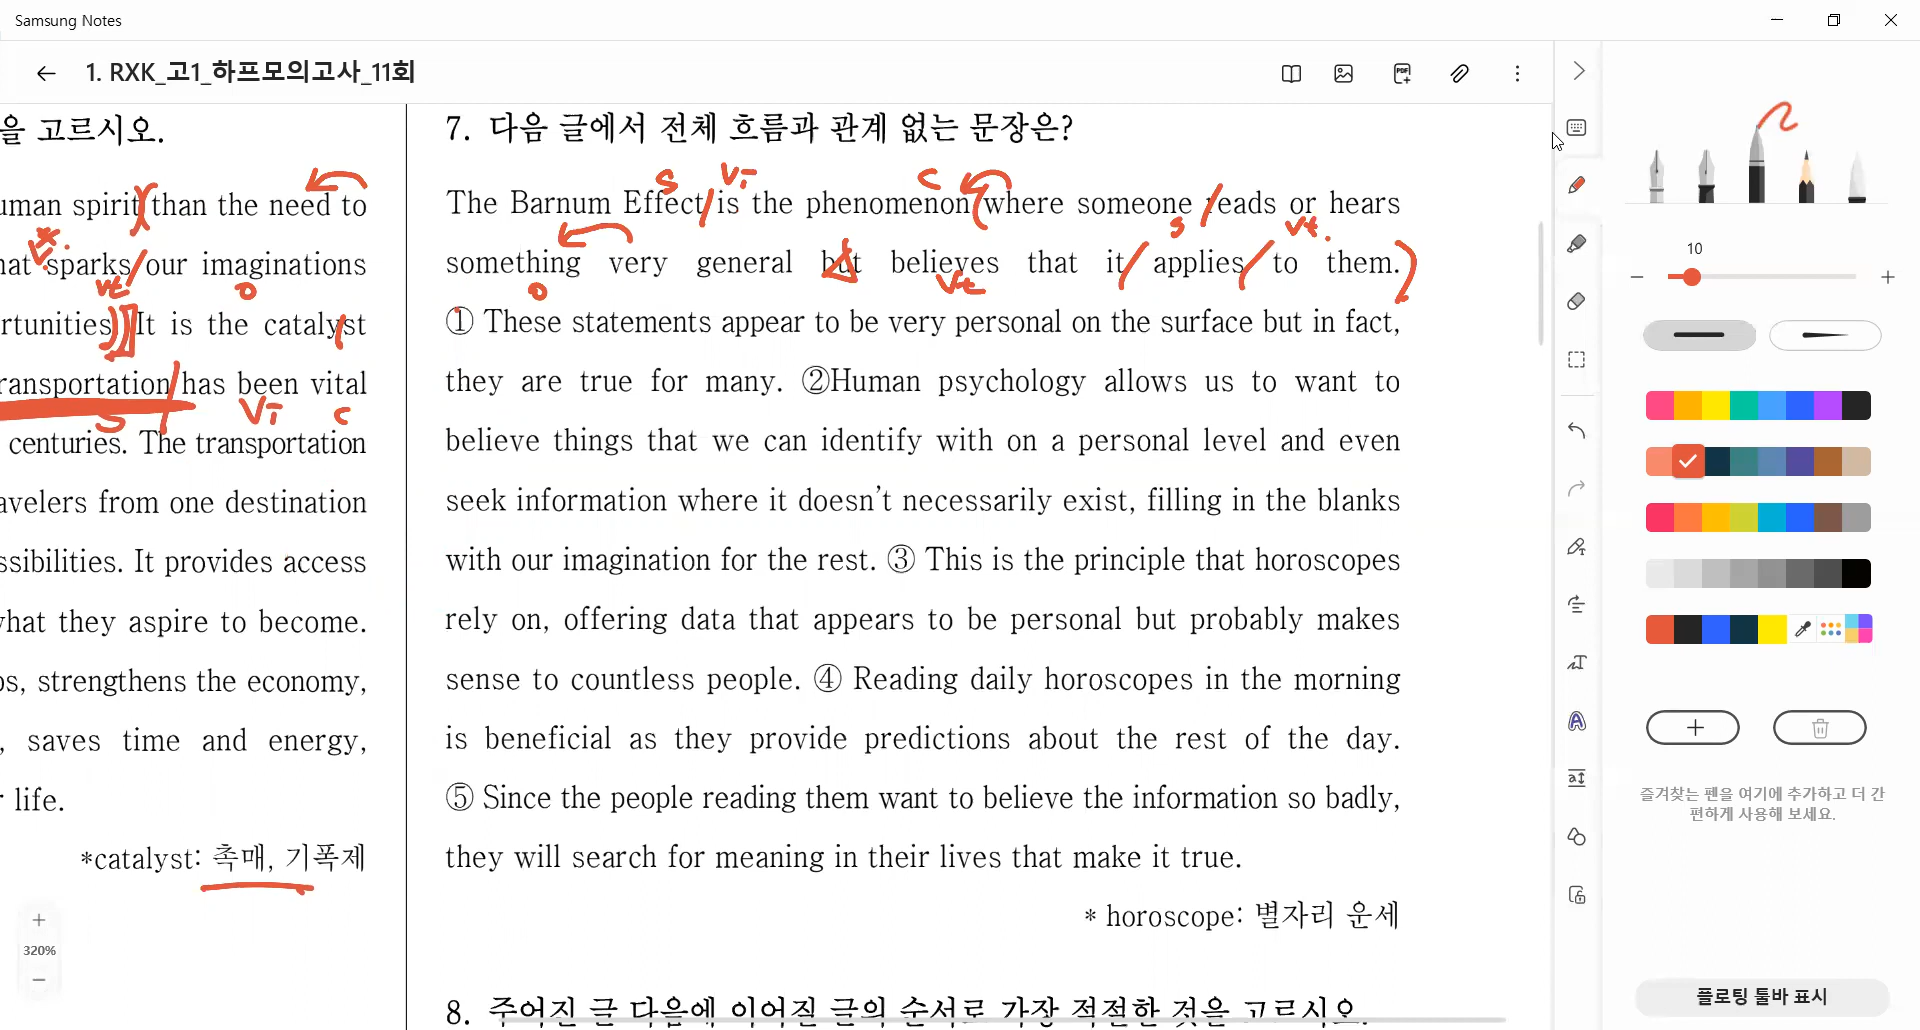 Samsung Notes
1. RXK_고1_하프모의고사_11회
을 고르시오.
uman spirit than the need to
hat sparks our imaginations
rtunities. It is the catalyst
ransportation has been vital
centuries. The transportation
avelers from one destination
ssibilities. It provides access
what they aspire to become.
os, strengthens the economy,
, saves time and energy,
r life.
*catalyst: 촉매, 기폭제
7. 다음 글에서 전체 흐름과 관계 없는 문장은?
S Vi C
The Barnum Effect is the phenomenon where someone reads or hears
S Vt
something very general but believes that it applies to them.
O Vt
① These statements appear to be very personal on the surface but in fact,
they are true for many. ②Human psychology allows us to want to
believe things that we can identify with on a personal level and even
seek information where it doesn't necessarily exist, filling in the blanks
with our imagination for the rest. ③ This is the principle that horoscopes
rely on, offering data that appears to be personal but probably makes
sense to countless people. ④ Reading daily horoscopes in the morning
is beneficial as they provide predictions about the rest of the day.
⑤ Since the people reading them want to believe the information so badly,
they will search for meaning in their lives that make it true.
* horoscope: 별자리 운세
8. 주어진 글 다음에 이어질 글의 순서로 가장 적절한 것을 고르시오.
320%
10
즐겨찾는 펜을 여기에 추가하고 더 간
편하게 사용해 보세요.
플로팅 툴바 표시